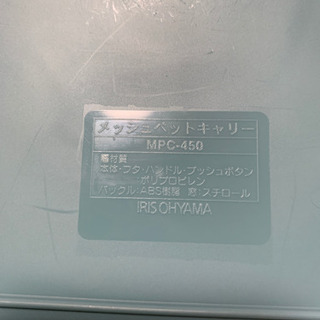 メッシュペットキャリー
MPC-450
本体・フタ・ハンドル・プッシュボタン
:ポリプロピレン
バックル:ABS樹脂 窓:スチロール
IRIS OHYAMA